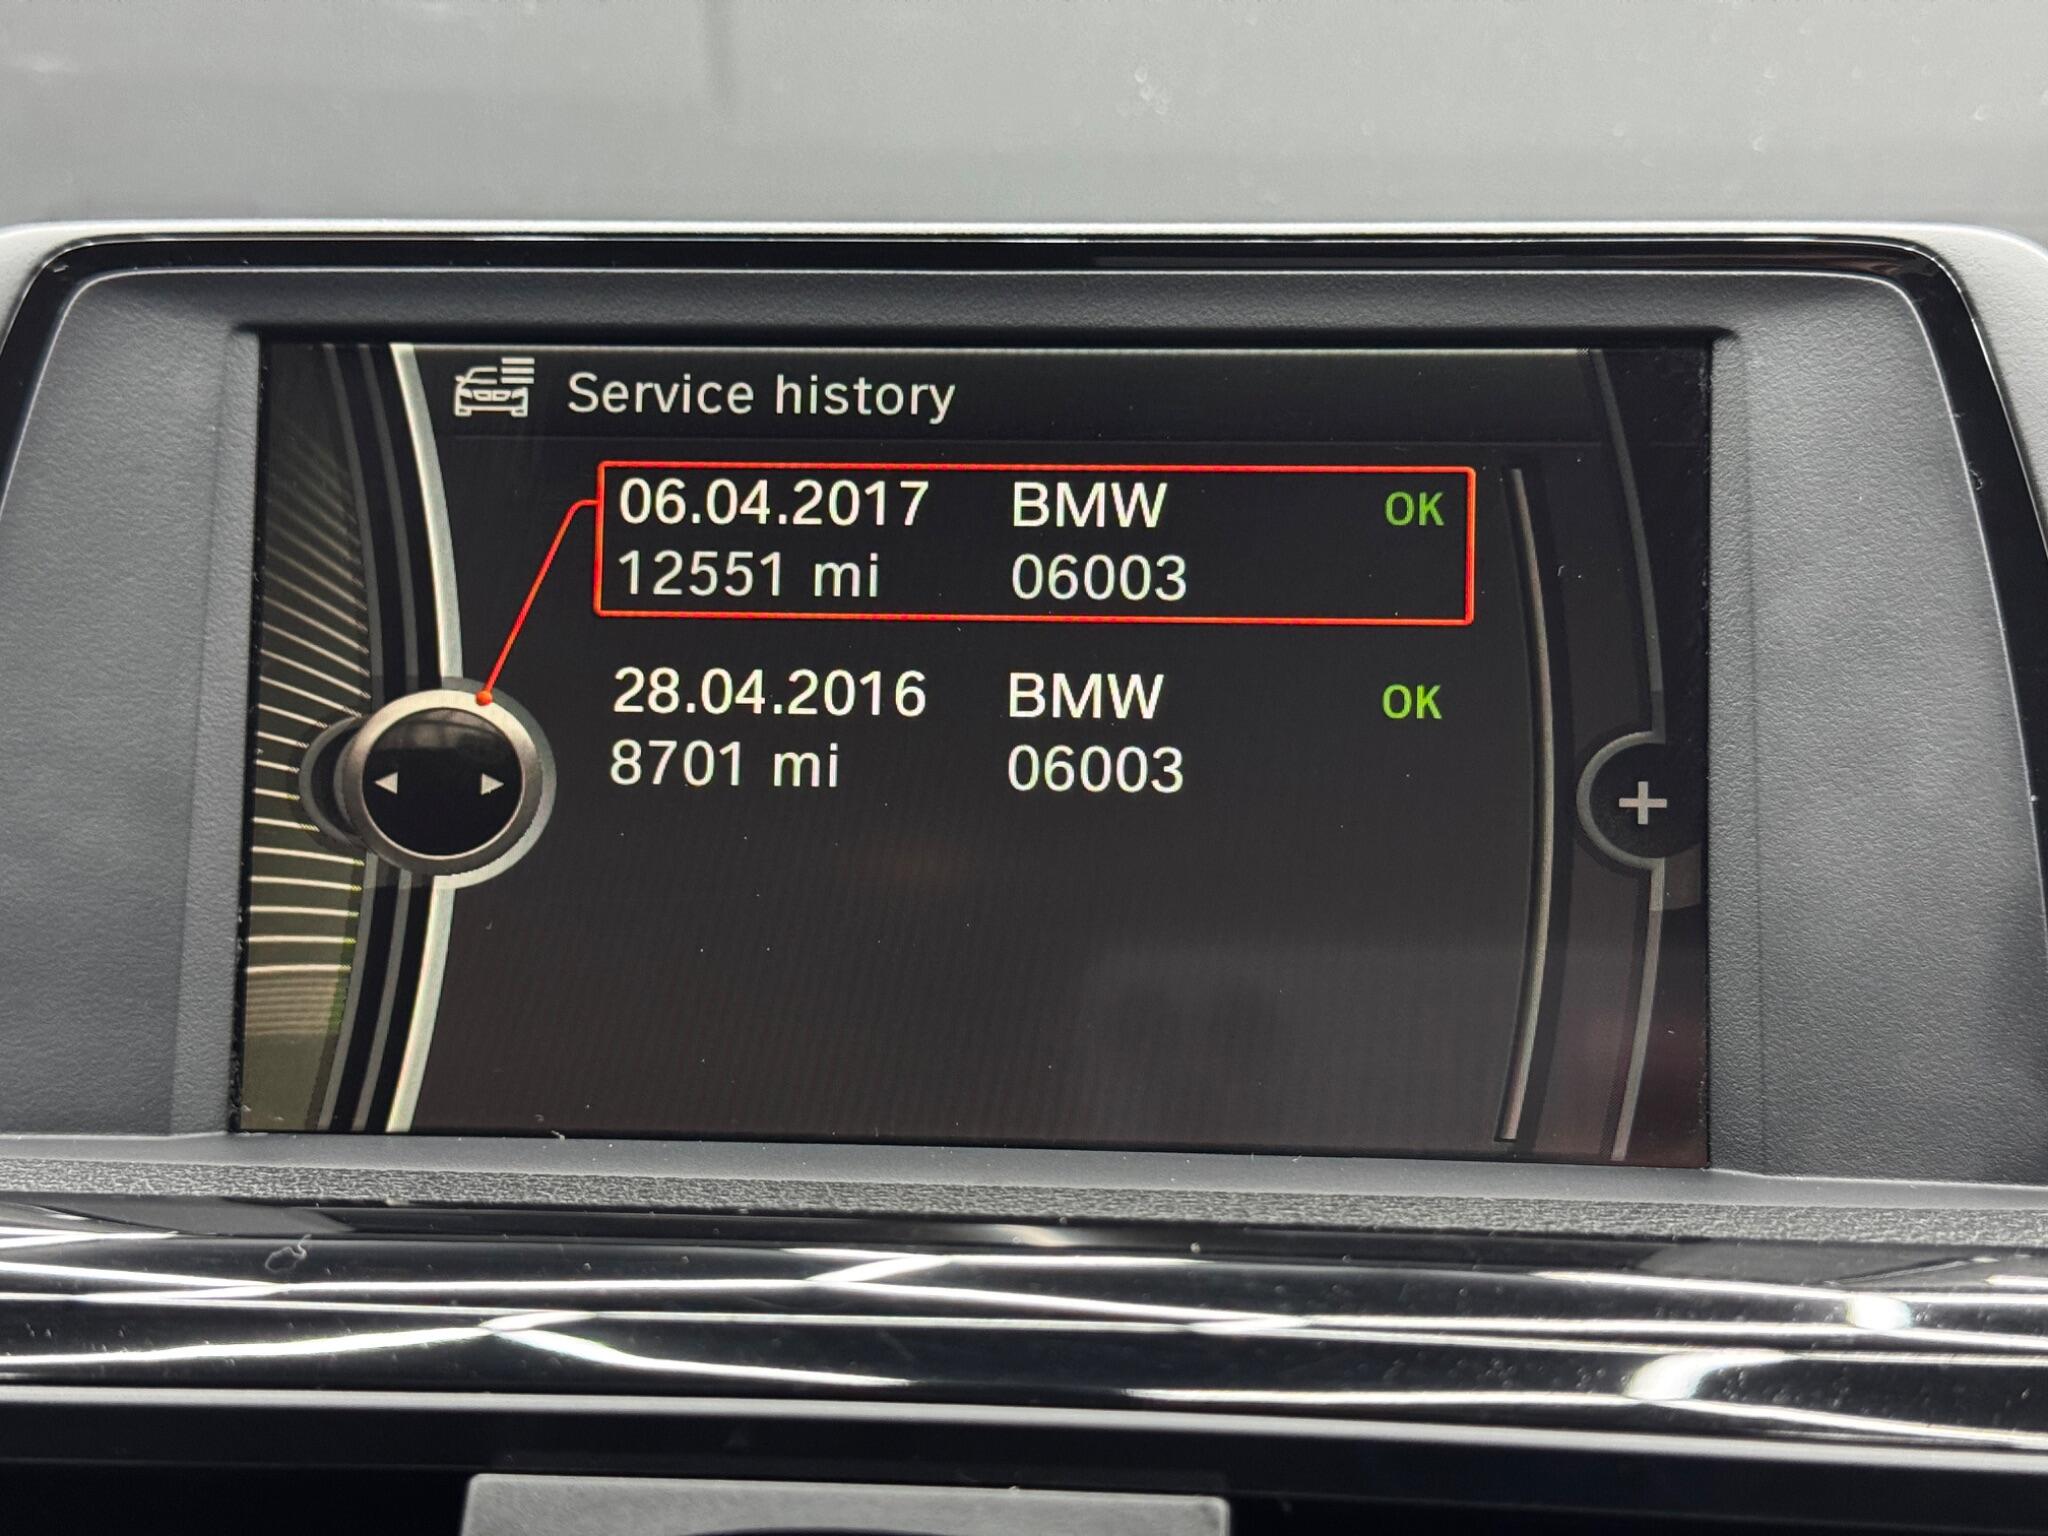 Service history
06.04.2017 BMW OK
12551 mi 06003
28.04.2016 BMW OK
8701 mi 06003